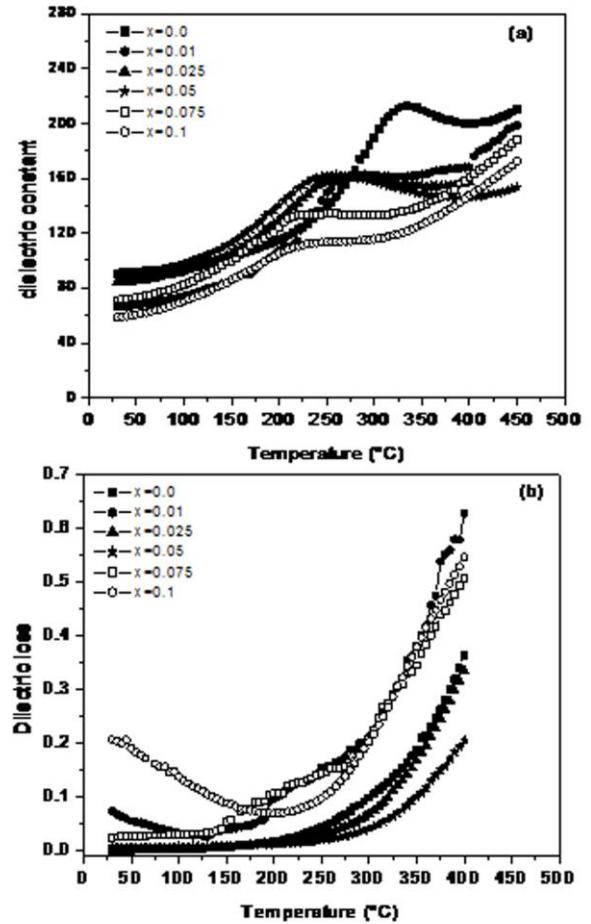 280
240
200
160
120
80
40
0
dielectric constant
x=0.0
x=0.01
x=0.025
x=0.05
x=0.075
x=0.1
(a)
0 50 100 150 200 250 300 350 400 450 500
Temperature (°C)
0.7
0.6
0.5
0.4
0.3
0.2
0.1
0.0
Dilectric loss
x=0.0
x=0.01
x=0.025
x=0.05
x=0.075
x=0.1
(b)
0 50 100 150 200 250 300 350 400 450 500
Temperature (°C)